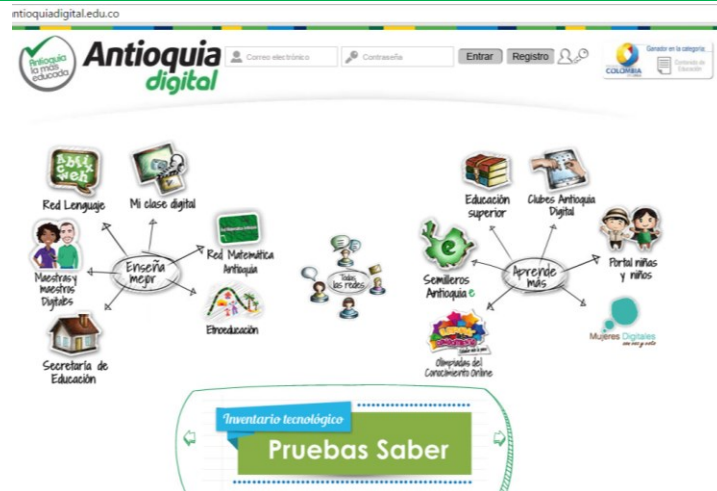 ntioquiadigital.edu.co
Antioquia
la más
educada
Antioquia
digital
Correo electrónico
Contraseña
Entrar
Registro
COLOMBIA
Ganador en la categoría:
Contenido de
Educación
Red Lenguaje
Mi clase digital
Maestras y
maestros
Digitales
Enseña
mejor
Red Matemática
Antioquia
Etnoeducación
Secretaría de
Educación
Todas
las redes
Educación
superior
Clubes Antioquia
Digital
Semilleros
Antioquia e
Aprende
más
Portal niñas
y niños
Olimpiadas del
Conocimiento Online
Mujeres Digitales
Inventario tecnológico
Pruebas Saber